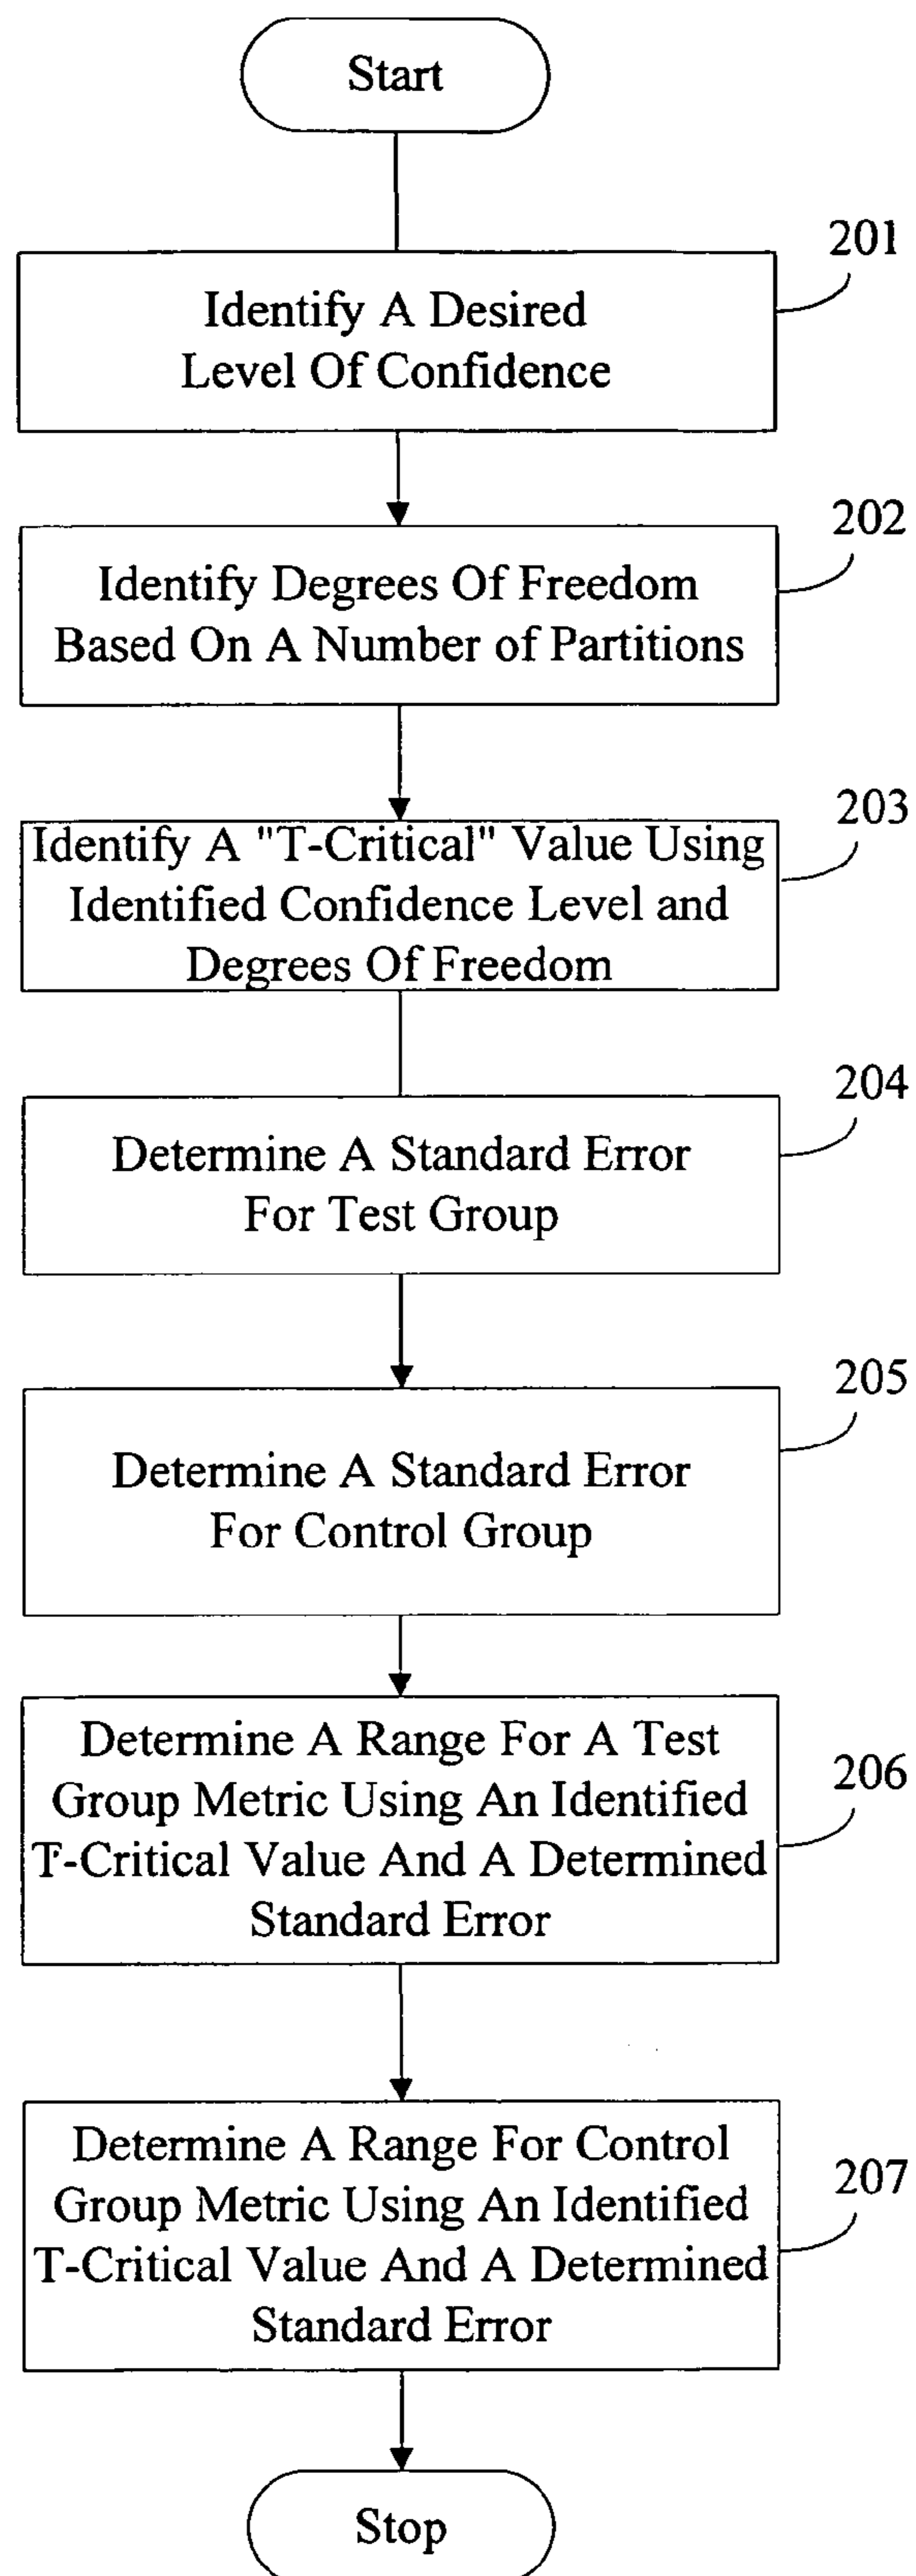 Start
201
Identify A Desired
Level Of Confidence
202
Identify Degrees Of Freedom
Based On A Number of Partitions
203
Identify A "T-Critical" Value Using
Identified Confidence Level and
Degrees Of Freedom
204
Determine A Standard Error
For Test Group
205
Determine A Standard Error
For Control Group
206
Determine A Range For A Test
Group Metric Using An Identified
T-Critical Value And A Determined
Standard Error
207
Determine A Range For Control
Group Metric Using An Identified
T-Critical Value And A Determined
Standard Error
Stop